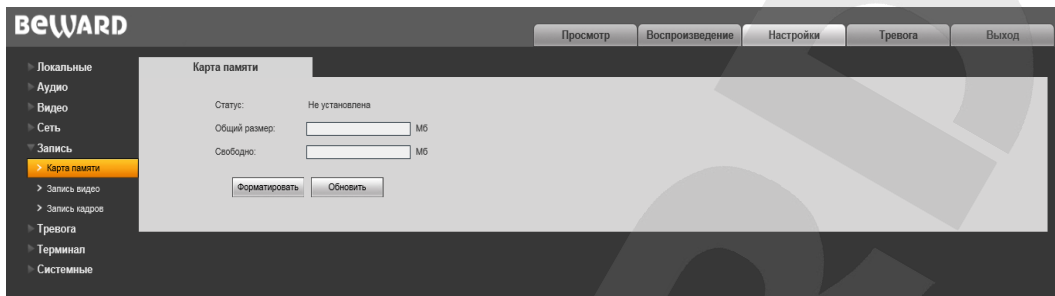 BEWARD
Просмотр Воспроизведение Настройки Тревога Выход
Локальные
Аудио
Видео
Сеть
Запись
Карта памяти
Запись видео
Запись кадров
Тревога
Терминал
Системные
Карта памяти
Статус: Не установлена
Общий размер: Мб
Свободно: Мб
Форматировать Обновить